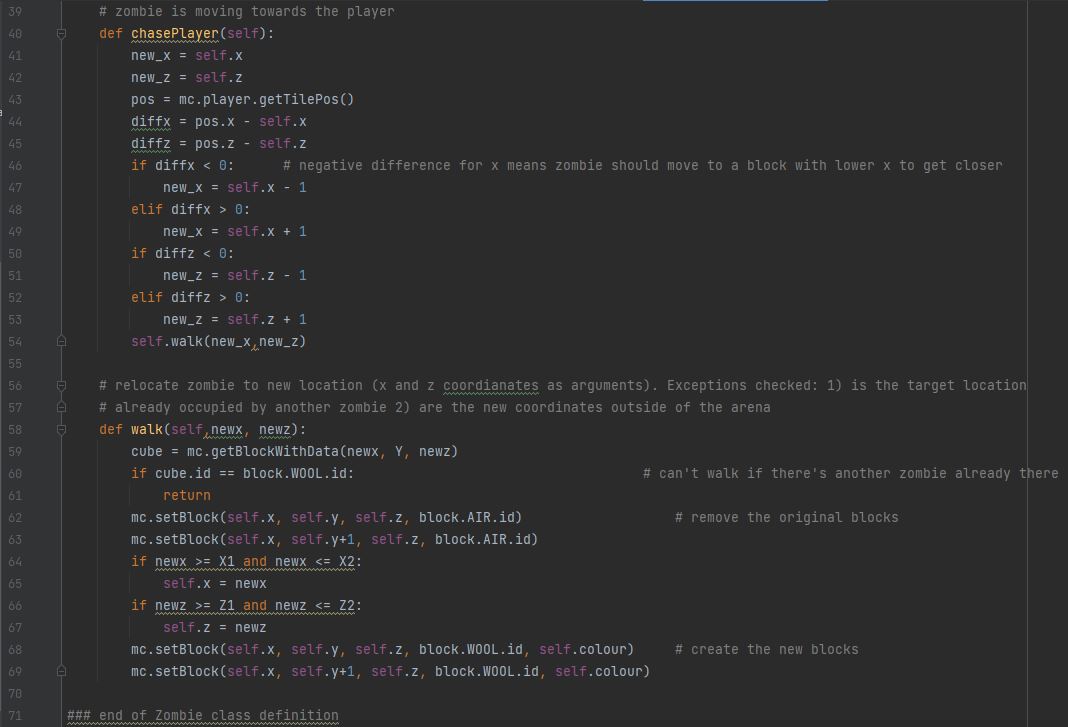 39 # zombie is moving towards the player
40 def chasePlayer(self):
41 new_x = self.x
42 new_z = self.z
43 pos = mc.player.getTilePos()
44 diffx = pos.x - self.x
45 diffz = pos.z - self.z
46 if diffx < 0: # negative difference for x means zombie should move to a block with lower x to get closer
47 new_x = self.x - 1
48 elif diffx > 0:
49 new_x = self.x + 1
50 if diffz < 0:
51 new_z = self.z - 1
52 elif diffz > 0:
53 new_z = self.z + 1
54 self.walk(new_x,new_z)
55
56 # relocate zombie to new location (x and z coordianates as arguments). Exceptions checked: 1) is the target location
57 # already occupied by another zombie 2) are the new coordinates outside of the arena
58 def walk(self,newx, newz):
59 cube = mc.getBlockWithData(newx, Y, newz)
60 if cube.id == block.WOOL.id: # can't walk if there's another zombie already there
61 return
62 mc.setBlock(self.x, self.y, self.z, block.AIR.id) # remove the original blocks
63 mc.setBlock(self.x, self.y+1, self.z, block.AIR.id)
64 if newx >= X1 and newx <= X2:
65 self.x = newx
66 if newz >= Z1 and newz <= Z2:
67 self.z = newz
68 mc.setBlock(self.x, self.y, self.z, block.WOOL.id, self.colour) # create the new blocks
69 mc.setBlock(self.x, self.y+1, self.z, block.WOOL.id, self.colour)
70
71 ### end of Zombie class definition